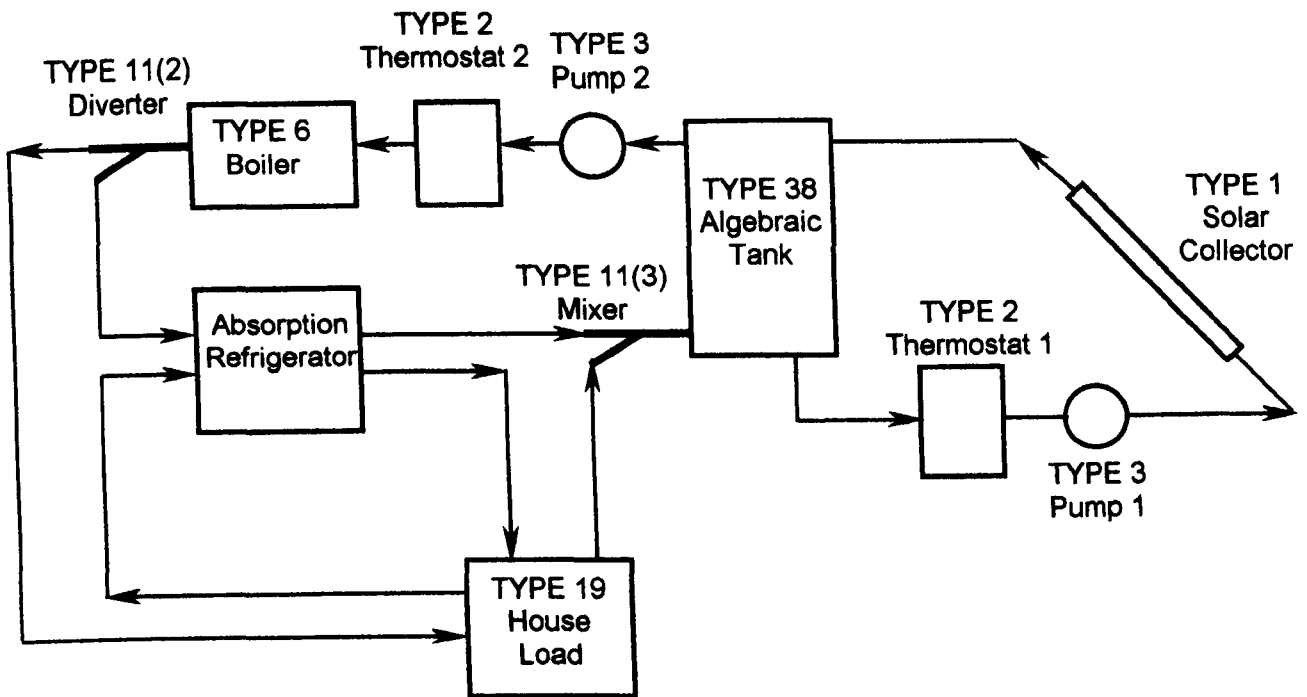 TYPE 11(2)
Diverter
TYPE 6
Boiler
TYPE 2
Thermostat 2
TYPE 3
Pump 2
TYPE 38
Algebraic
Tank
TYPE 1
Solar
Collector
Absorption
Refrigerator
TYPE 11(3)
Mixer
TYPE 2
Thermostat 1
TYPE 3
Pump 1
TYPE 19
House
Load